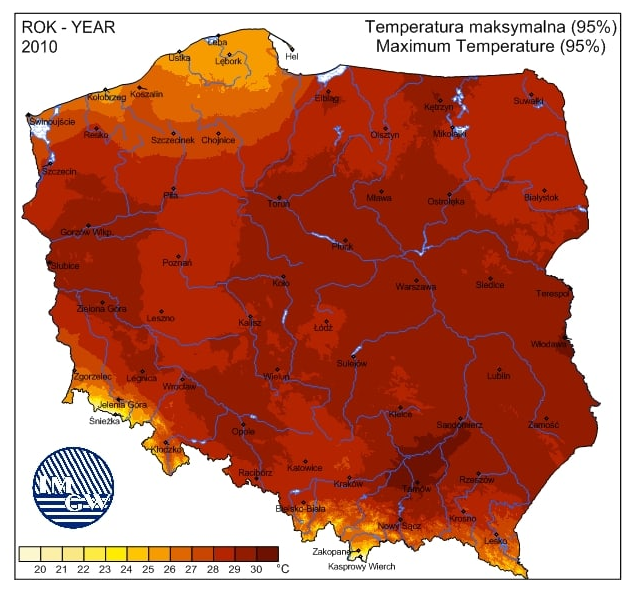 ROK - YEAR
2010
Temperatura maksymalna (95%)
Maximum Temperature (95%)
Łeba
Ustka
Lębork
Hel
Kołobrzeg
Koszalin
Elbląg
Kętrzyn
Suwałki
Świnoujście
Resko
Szczecinek
Chojnice
Olsztyn
Mikołajki
Szczecin
Piła
Toruń
Mława
Ostrołęka
Białystok
Gorzów Wlkp.
Płock
Słubice
Poznań
Koło
Warszawa
Siedlce
Terespol
Zielona Góra
Leszno
Kalisz
Łódź
Włodawa
Sulejów
Zgorzelec
Legnica
Wrocław
Wieluń
Lublin
Jelenia Góra
Śnieżka
Kielce
Sandomierz
Zamość
Opole
Kłodzko
Racibórz
Katowice
Kraków
Tarnów
Rzeszów
Bielsko-Biała
Nowy Sącz
Krosno
Lesko
Zakopane
Kasprowy Wierch
IM
GW
20 21 22 23 24 25 26 27 28 29 30 °C